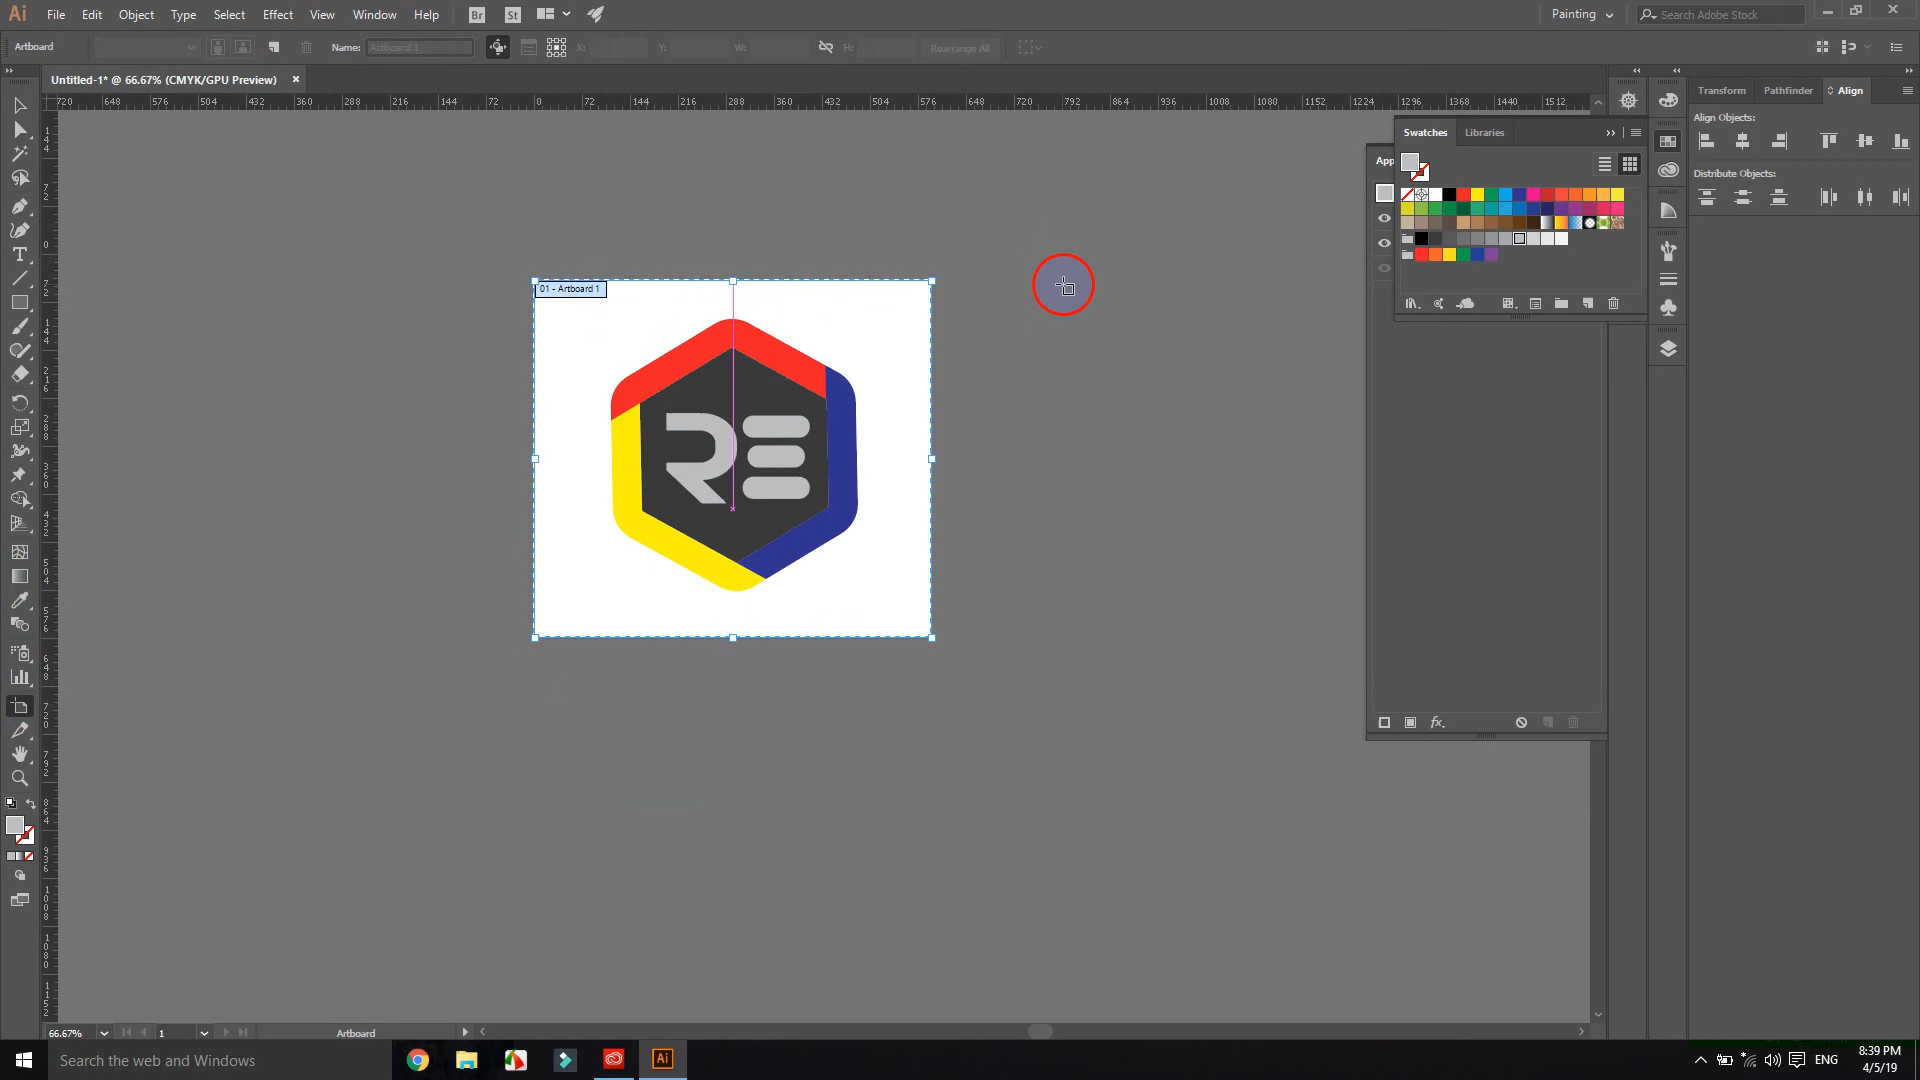 Ai File Edit Object Type Select Effect View Window Help Br St Painting Search Adobe Stock
Artboard Name: Artboard 1 X: Y: W: H: Rearrange All
Untitled-1* @ 66.67% (CMYK/GPU Preview)
720 648 576 504 432 360 288 216 144 72 0 72 144 216 288 360 432 504 576 648 720 792 864 936 1008 1080 1152 1224 1296 1368 1440 1512
Transform Pathfinder Align
Align Objects:
Distribute Objects:
Swatches Libraries
App
01 - Artboard 1
RE
fx.
66.67% 1 Artboard
Search the web and Windows
Ai
ENG
8:39 PM
4/5/19